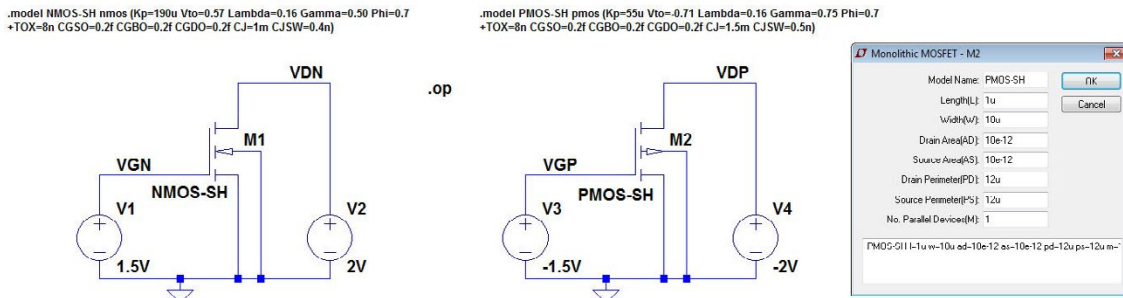 .model NMOS-SH nmos (Kp=190u Vto=0.57 Lambda=0.16 Gamma=0.50 Phi=0.7
+TOX=8n CGSO=0.2f CGBO=0.2f CGDO=0.2f CJ=1m CJSW=0.4n)
.model PMOS-SH pmos (Kp=55u Vto=-0.71 Lambda=0.16 Gamma=0.75 Phi=0.7
+TOX=8n CGSO=0.2f CGBO=0.2f CGDO=0.2f CJ=1.5m CJSW=0.5n)
VDN
M1
VGN
NMOS-SH
V1
V2
1.5V
2V
.op
VDP
M2
VGP
PMOS-SH
V3
V4
-1.5V
-2V
Monolithic MOSFET - M2
Model Name: PMOS-SH
OK
Length(L): 1u
Cancel
Width(W): 10u
Drain Area(AD): 10e-12
Source Area(AS): 10e-12
Drain Perimeter(PD): 12u
Source Perimeter(PS): 12u
No. Parallel Devices(M): 1
PMOS-SH l=1u w=10u ad=10e-12 as=10e-12 pd=12u ps=12u m=